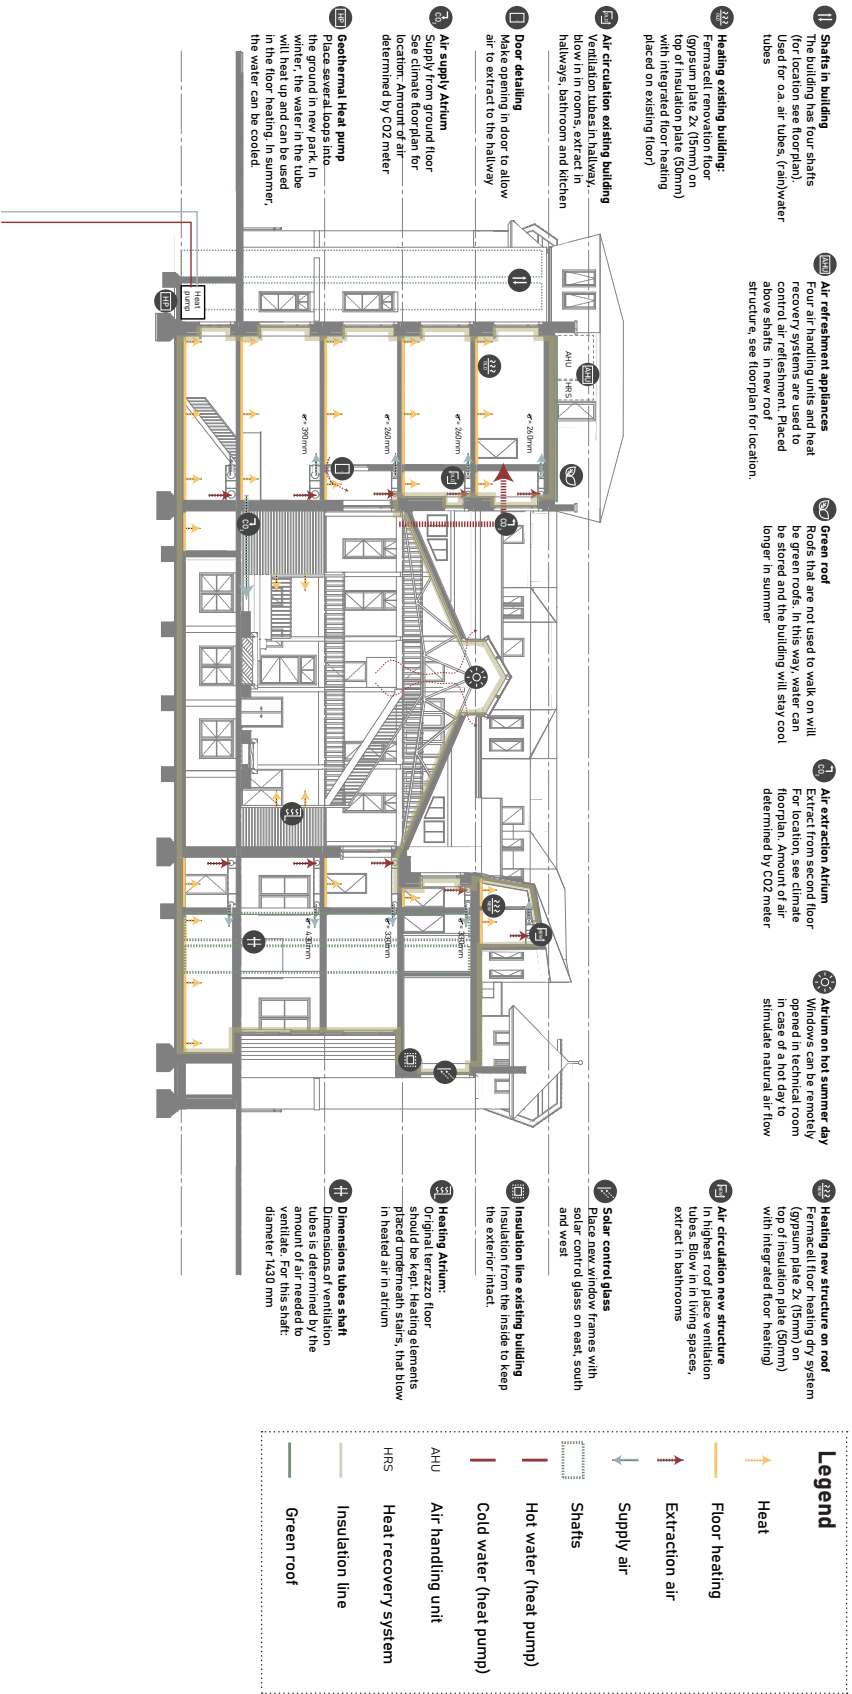 Shafts in building
The building has four shafts
(for location see floorplan).
Used for o.a. air tubes, (rain)water
tubes
Air refreshment appliances
Four air handling units and heat
recovery systems are used to
control air refleshment. Placed
above shafts in new roof
structure, see floorplan for location.
Green roof
Roofs that are not used to walk on will
be green roofs. In this way, water can
be stored and the building will stay cool
longer in summer
CO2
Air extraction Atrium
Extract from second floor
For location, see climate
floorplan. Amount of air
determined by CO2 meter
Atrium on hot summer day
Windows can be remotely
opened in technical room
in case of a hot day to
stimulate natural air flow
Heating new structure on roof
Fermacell floor heating dry system
(gypsum plate 2x (15mm) on
top of insulation plate (50mm)
with integrated floor heating)
Heating existing building:
Fermacell renovation floor
(gypsum plate 2x (15mm) on
top of insulation plate (50mm)
with integrated floor heating
placed on existing floor)
Air circulation new structure
In highest roof place ventilation
tubes. Blow in in living spaces,
extract in bathrooms
Air circulation existing building
Ventilation tubes in hallway,
blow in in rooms, extract in
hallways, bathroom and kitchen
Solar control glass
Place new window frames with
solar control glass on east, south
and west
Door detailing
Make opening in door to allow
air to extract to the hallway
Insulation line existing building
Insulation from the inside to keep
the exterior intact.
CO2
Air supply Atrium
Supply from ground floor
See climate floorplan for
location. Amount of air
determined by CO2 meter
Heating Atrium:
Original terrazzo floor
should be kept. Heating elements
placed underneath stairs, that blow
in heated air in atrium
HP
Geothermal Heat pump
Place several loops into
the ground in new park. In
winter, the water in the tube
will heat up and can be used
in the floor heating. In summer,
the water can be cooled.
Dimensions tubes shaft
Dimensions of ventilation
tubes is determined by the
amount of air needed to
ventilate. For this shaft:
diameter 1430 mm
AHU
AHU HRS
⌀= 260mm
⌀= 260mm
⌀= 330mm
⌀= 260mm
⌀= 330mm
⌀= 390mm
⌀= 430mm
CO2
CO2
Heat
pump
HP
Legend
Heat
Floor heating
Extraction air
Supply air
Shafts
Hot water (heat pump)
Cold water (heat pump)
AHU Air handling unit
HRS Heat recovery system
Insulation line
Green roof